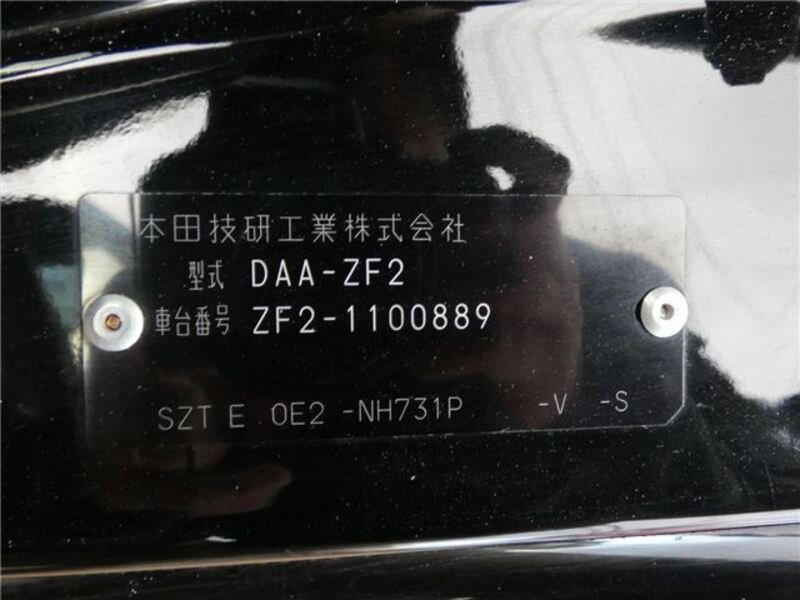 本田技研工業株式会社
型式 DAA-ZF2
車台番号 ZF2-1100889
SZT E 0E2 -NH731P -V -S